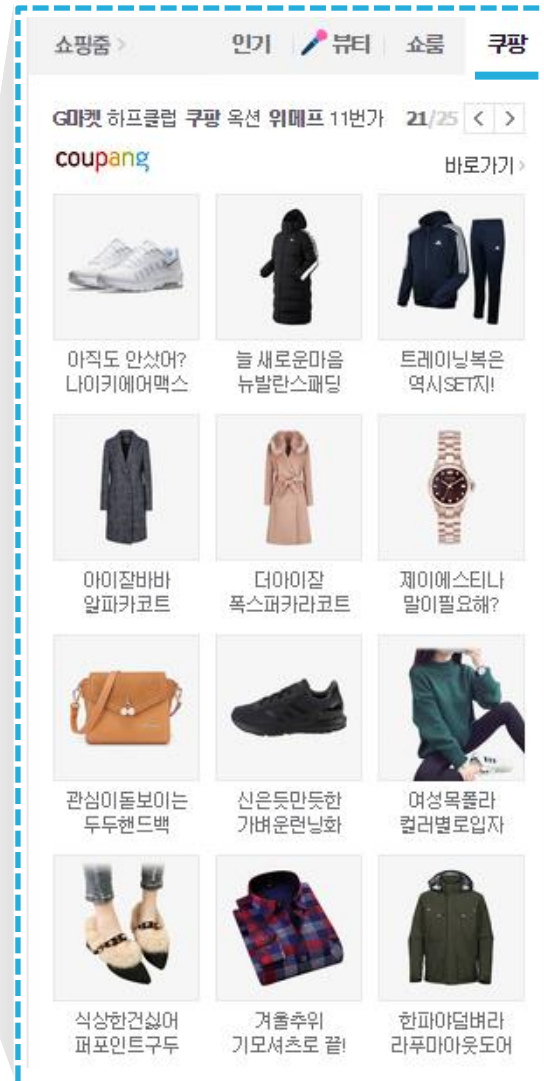 쇼핑줌 >
인기 뷰티 쇼룸 쿠팡
G마켓 하프클럽 쿠팡 옥션 위메프 11번가 21/25 < >
coupang 바로가기 >
아직도 안샀어?
나이키에어맥스
늘 새로운마음
뉴발란스패딩
트레이닝복은
역시SET지!
아이잗바바
알파카코트
더아이잗
폭스퍼카라코트
제이에스티나
말이필요해?
관심이돋보이는
두두핸드백
신은듯만듯한
가벼운런닝화
여성목폴라
컬러별로입자
식상한건싫어
퍼포인트구두
겨울추위
기모셔츠로 끝!
한파야덤벼라
라푸마아웃도어